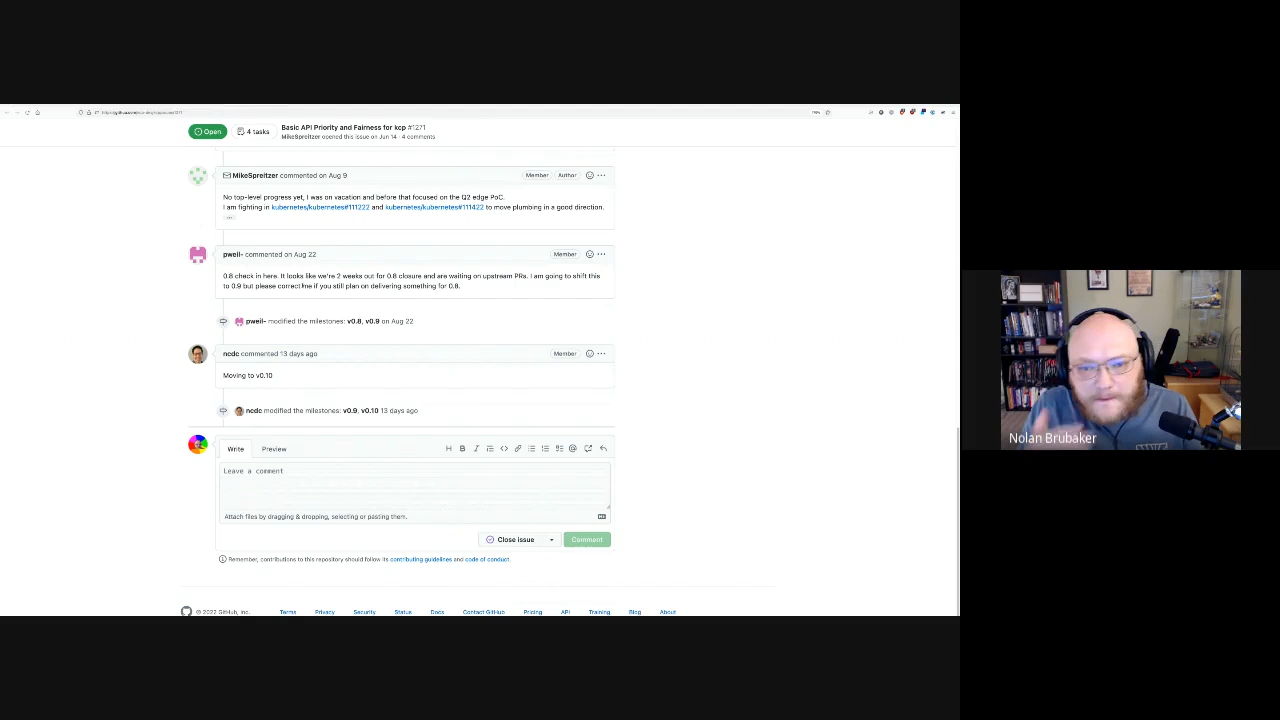 Open
4 tasks
Basic API Priority and Fairness for kcp #1271
MikeSpreitzer opened this issue on Jun 14 · 4 comments
MikeSpreitzer commented on Aug 9
Member
Author
No top-level progress yet, I was on vacation and before that focused on the Q2 edge PoC.
I am fighting in kubernetes/kubernetes#111222 and kubernetes/kubernetes#111422 to move plumbing in a good direction.
pweil- commented on Aug 22
Member
0.8 check in here. It looks like we're 2 weeks out for 0.8 closure and are waiting on upstream PRs. I am going to shift this
to 0.9 but please correct me if you still plan on delivering something for 0.8.
pweil- modified the milestones: v0.8, v0.9 on Aug 22
ncdc commented 13 days ago
Member
Moving to v0.10
ncdc modified the milestones: v0.9, v0.10 13 days ago
Write
Preview
Leave a comment
Attach files by dragging & dropping, selecting or pasting them.
Close issue
Comment
Remember, contributions to this repository should follow its contributing guidelines and code of conduct.
© 2022 GitHub, Inc.
Terms
Privacy
Security
Status
Docs
Contact GitHub
Pricing
API
Training
Blog
About
Nolan Brubaker